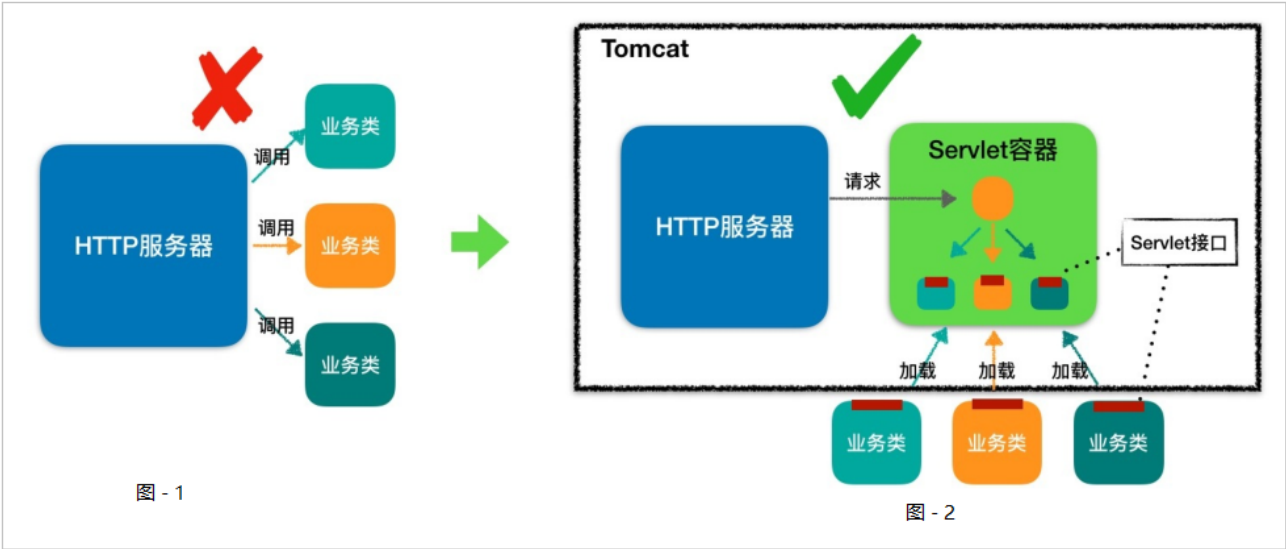 业务类
调用
HTTP服务器
调用
业务类
调用
业务类
图 - 1
Tomcat
HTTP服务器
请求
Servlet容器
Servlet接口
加载
加载
加载
业务类
业务类
业务类
图 - 2